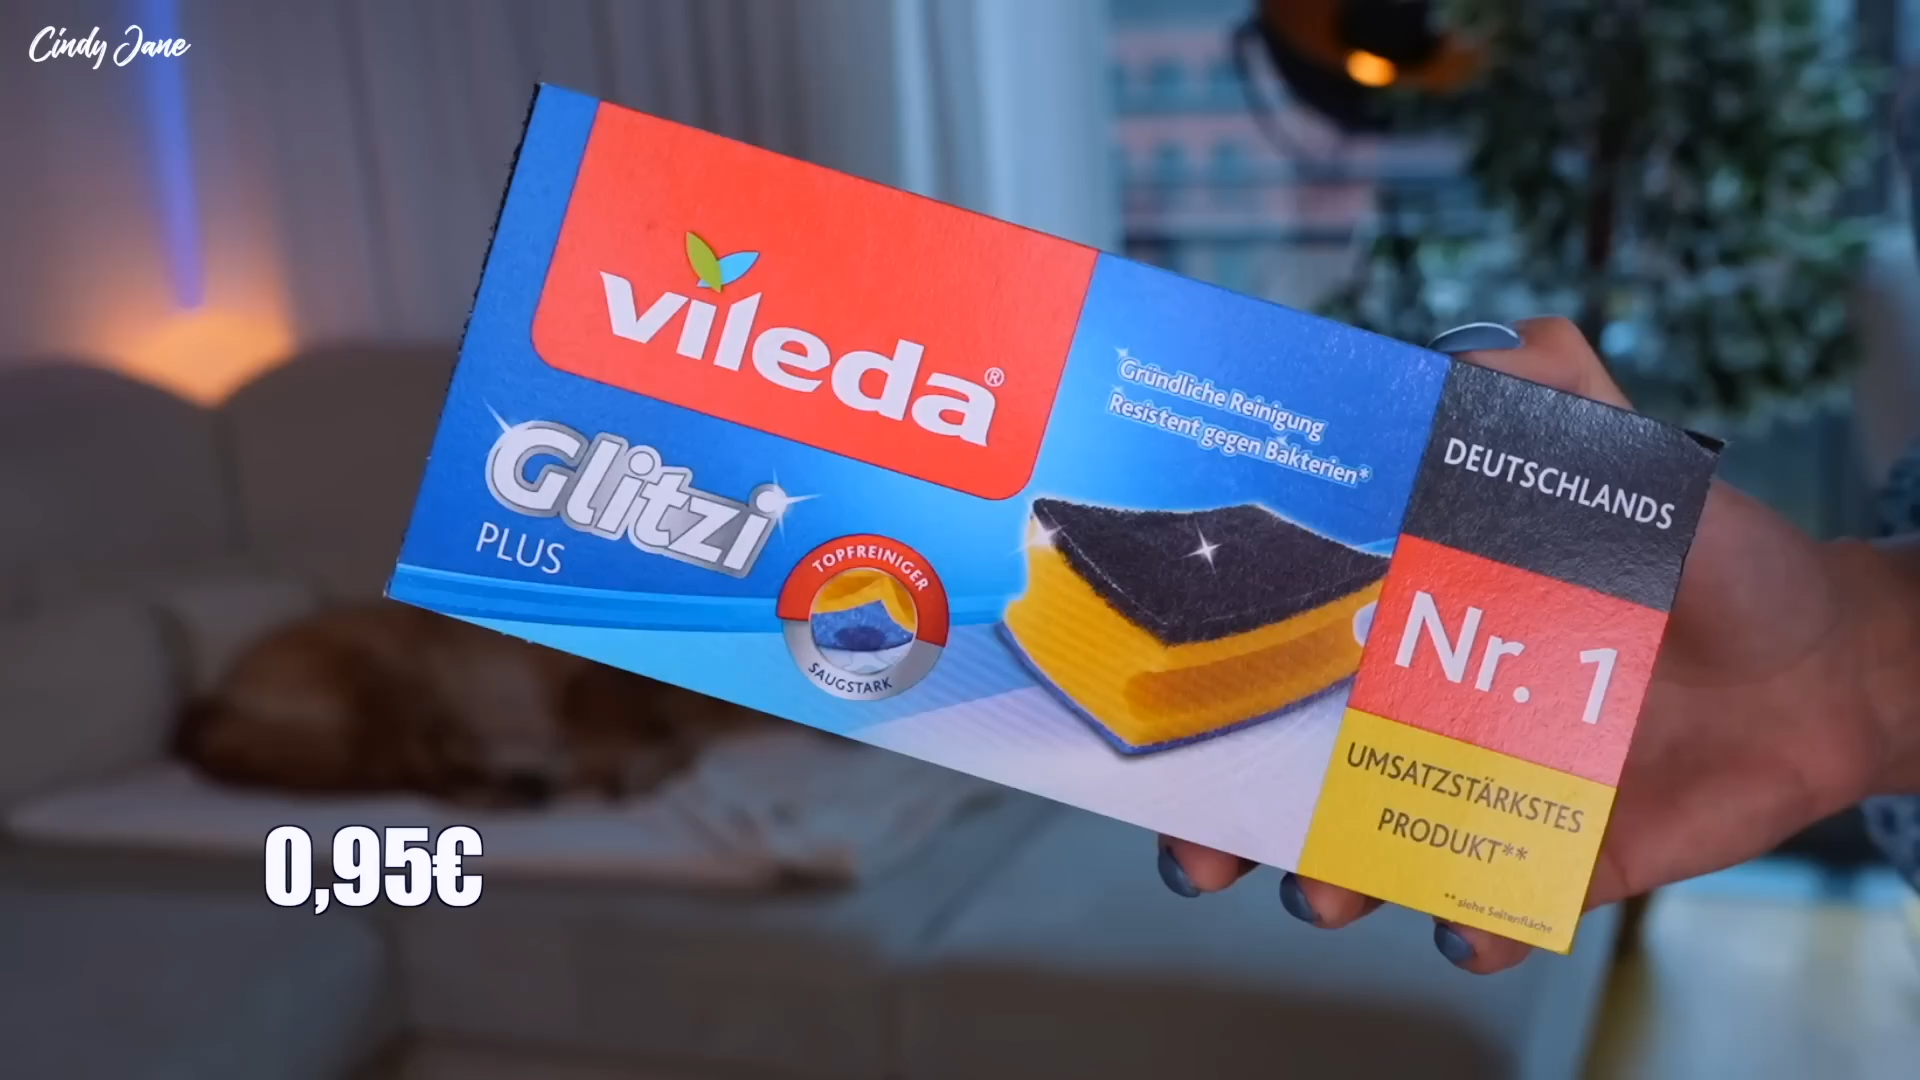 Cindy Jane
vileda®
Glitzi
PLUS
TOPFREINIGER
SAUGSTARK
Gründliche Reinigung
Resistent gegen Bakterien*
DEUTSCHLANDS
Nr. 1
UMSATZSTÄRKSTES
PRODUKT**
** siehe Seitenfläche
0,95€